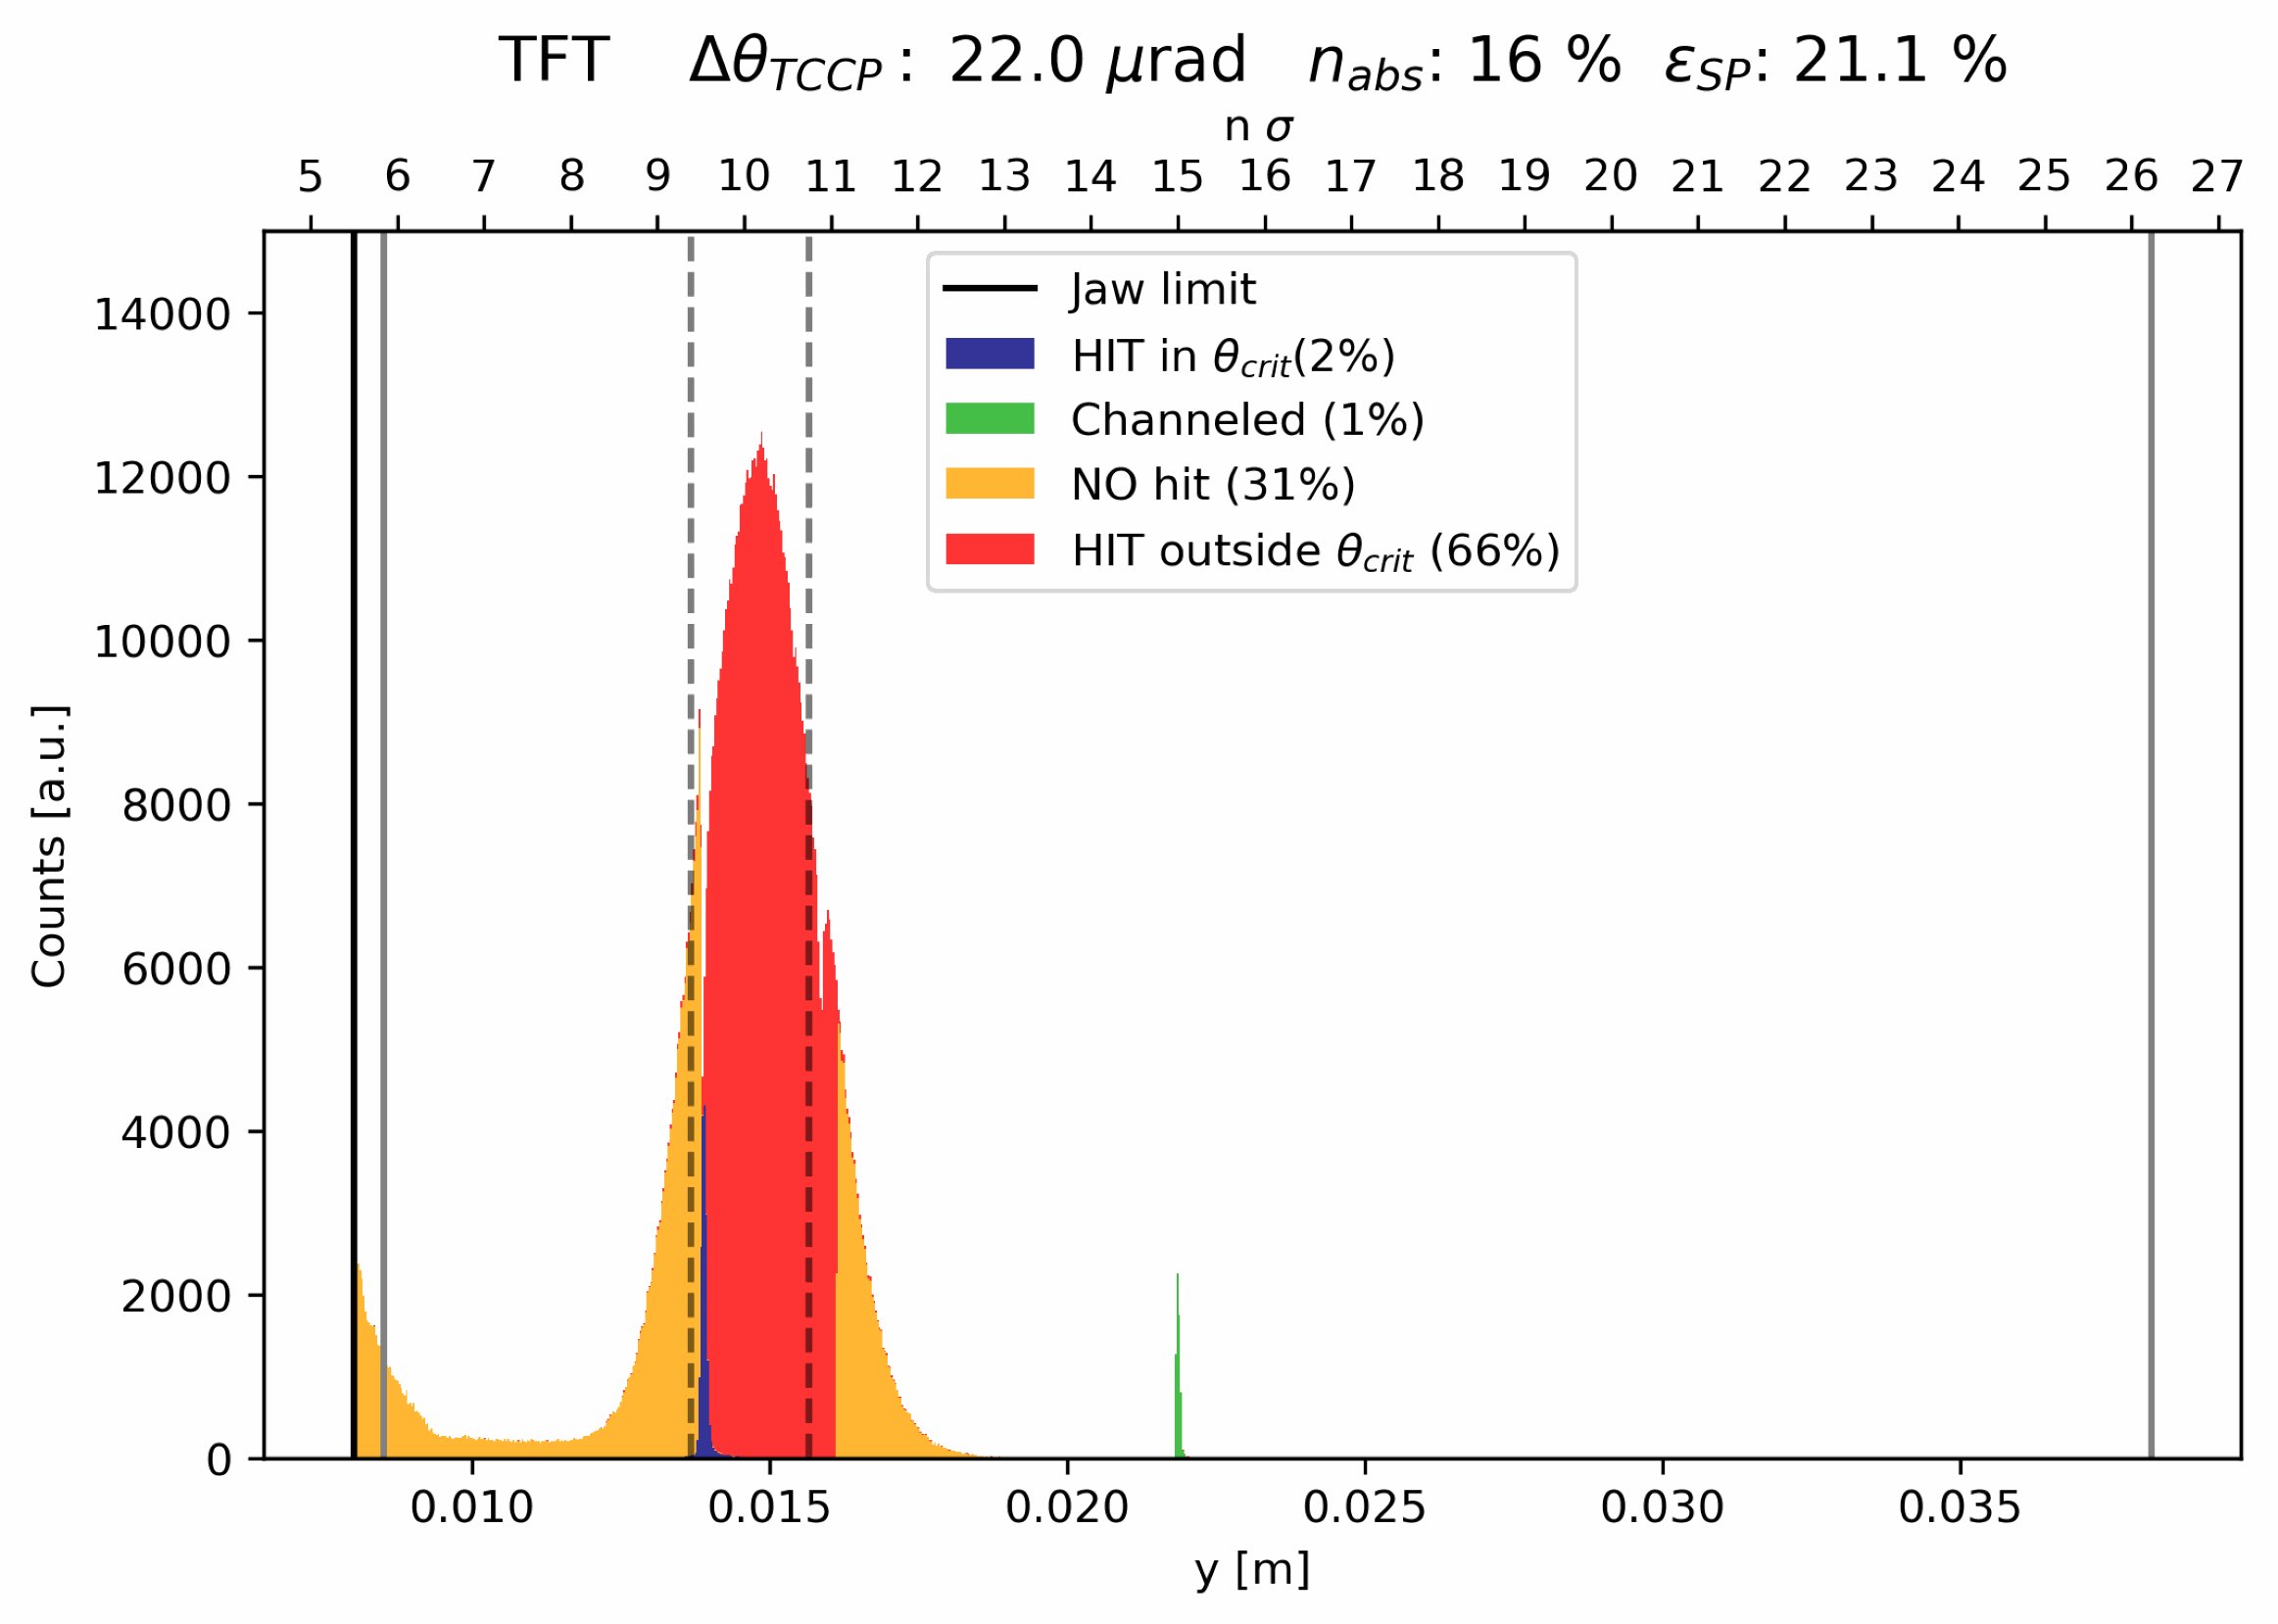 TFT Δθ_TCCP : 22.0 μrad n_abs: 16 % ε_SP: 21.1 %
n σ
5 6 7 8 9 10 11 12 13 14 15 16 17 18 19 20 21 22 23 24 25 26 27
Jaw limit
HIT in θ_crit(2%)
Channeled (1%)
NO hit (31%)
HIT outside θ_crit (66%)
14000
12000
10000
8000
6000
4000
2000
0
Counts [a.u.]
0.010 0.015 0.020 0.025 0.030 0.035
y [m]